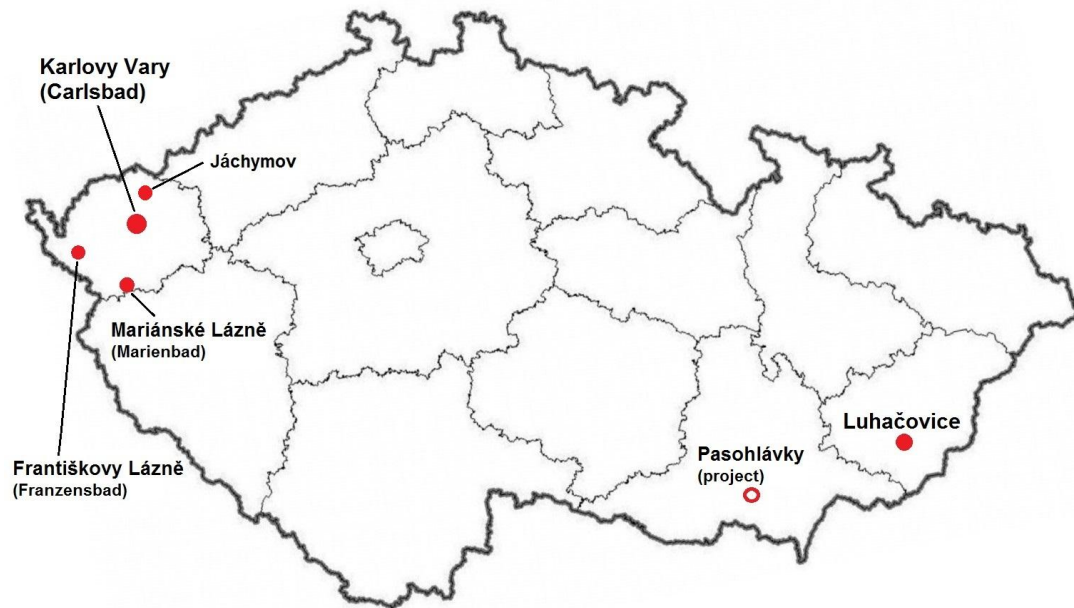 Karlovy Vary
(Carlsbad)
Jáchymov
Mariánské Lázně
(Marienbad)
Františkovy Lázně
(Franzensbad)
Luhačovice
Pasohlávky
(project)